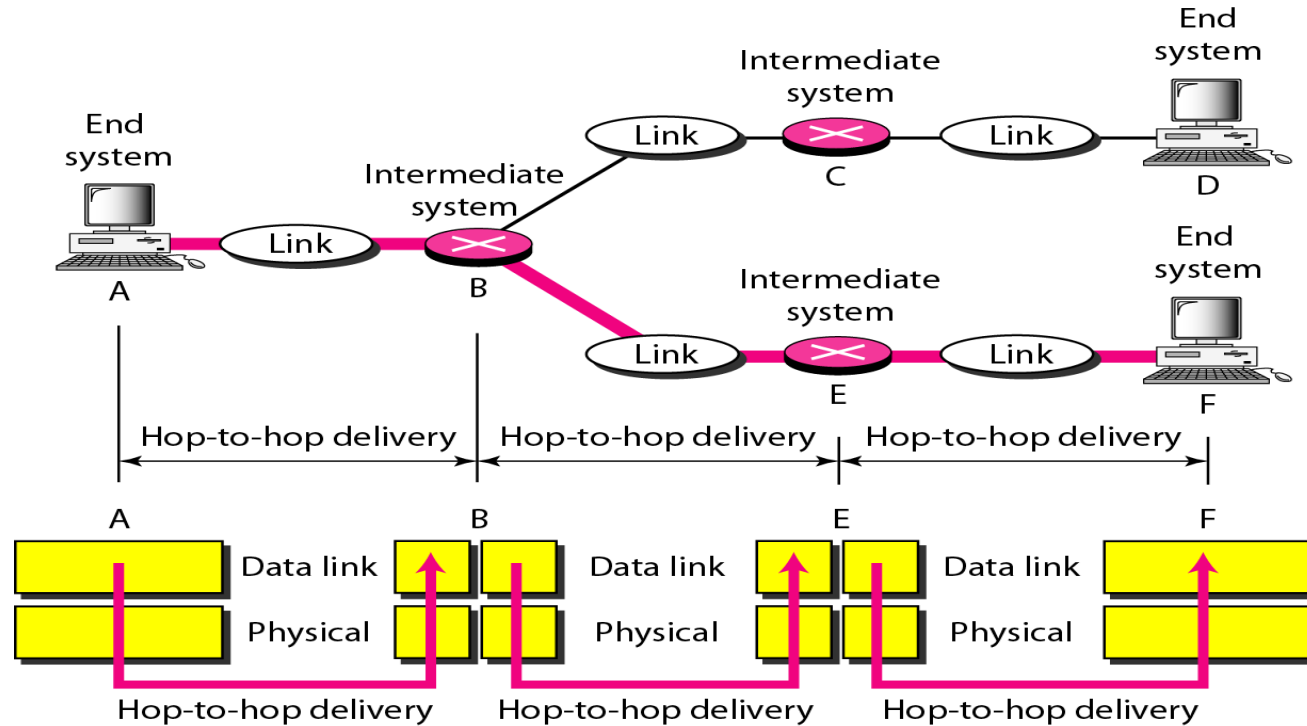 End
system
Intermediate
system
End
system
Link
Link
C
D
Intermediate
system
Link
A
B
End
system
Intermediate
system
Link
Link
E
F
Hop-to-hop delivery
Hop-to-hop delivery
Hop-to-hop delivery
A
B
E
F
Data link
Data link
Data link
Physical
Physical
Physical
Hop-to-hop delivery
Hop-to-hop delivery
Hop-to-hop delivery